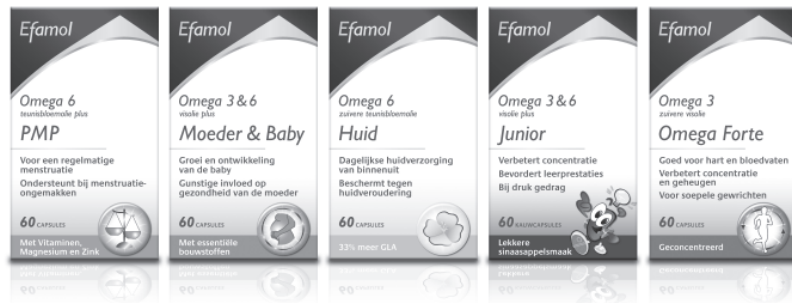 Efamol
Omega 6
teunisbloemolie plus
PMP
Voor een regelmatige
menstruatie
Ondersteunt bij menstruatie-
ongemakken
60 CAPSULES
Met Vitaminen,
Magnesium en Zink
Efamol
Omega 3 & 6
visolie plus
Moeder & Baby
Groei en ontwikkeling
van de baby
Gunstige invloed op
gezondheid van de moeder
60 CAPSULES
Met essentiële
bouwstoffen
Efamol
Omega 6
zuivere teunisbloemolie
Huid
Dagelijkse huidverzorging
van binnenuit
Beschermt tegen
huidveroudering
60 CAPSULES
33% meer GLA
Efamol
Omega 3 & 6
visolie plus
Junior
Verbetert concentratie
Bevordert leerprestaties
Bij druk gedrag
60 KAUWCAPSULES
Lekkere
sinaasappelsmaak
Efamol
Omega 3
zuivere visolie
Omega Forte
Goed voor hart en bloedvaten
Verbetert concentratie
en geheugen
Voor soepele gewrichten
60 CAPSULES
Geconcentreerd